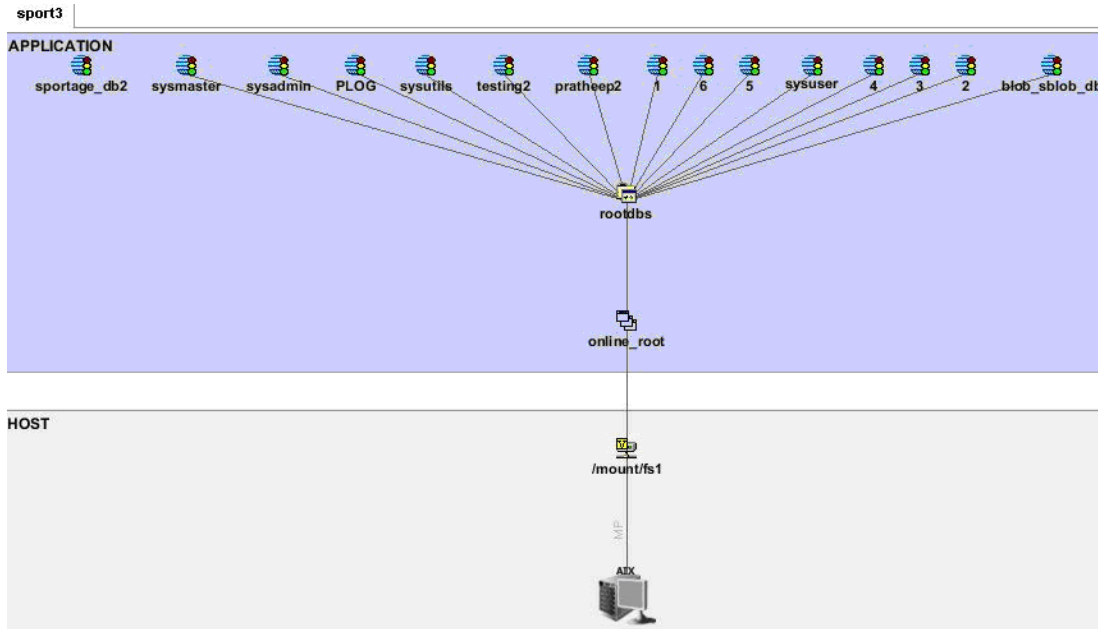 sport3
APPLICATION
sportage_db2 sysmaster sysadmin PLOG sysutils testing2 pratheep2 1 6 5 sysuser 4 3 2 blob_sblob_db
rootdbs
online_root
HOST
/mount/fs1
MP
AIX